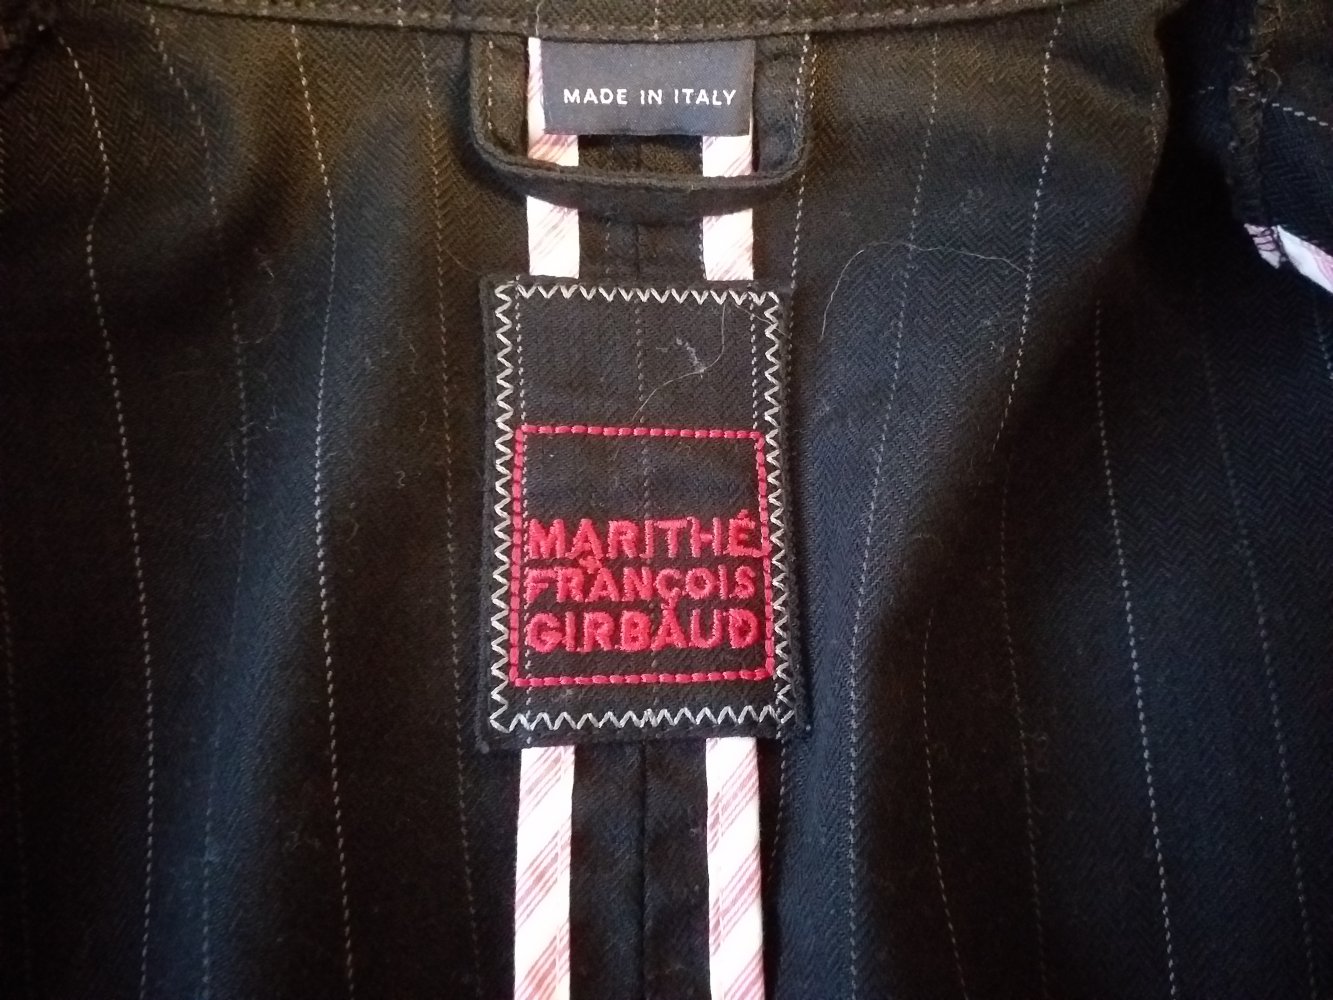 MADE IN ITALY
MARITHÉ
+
FRANÇOIS
GIRBAUD